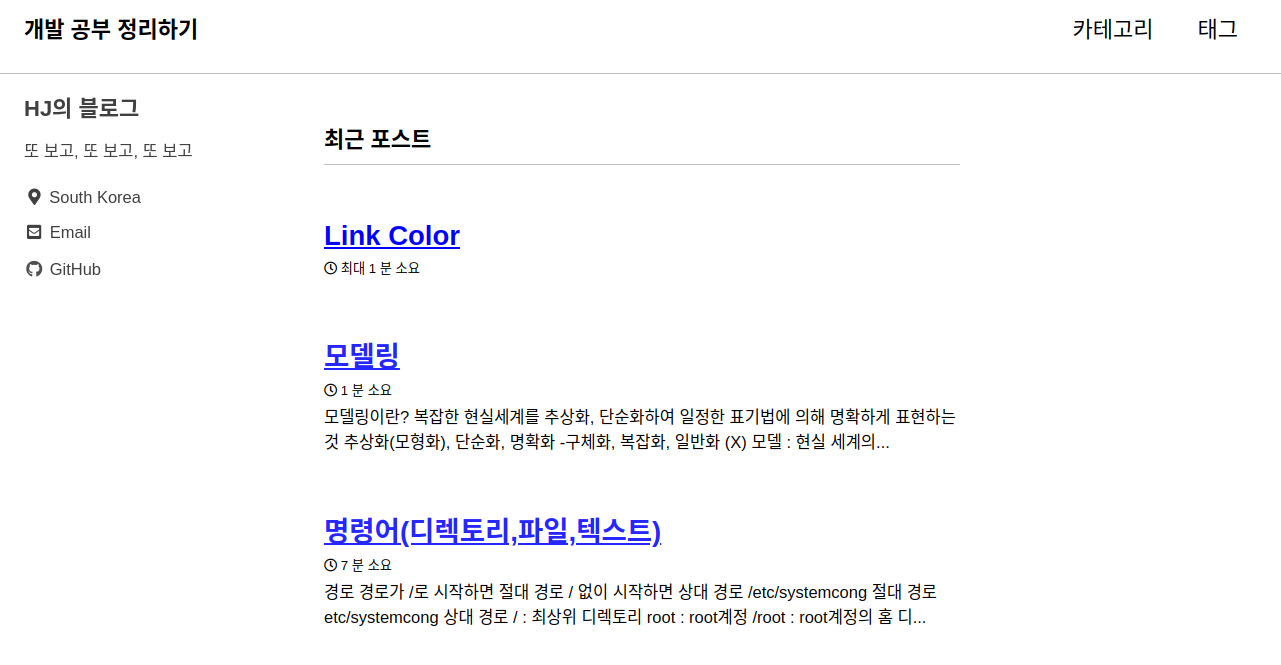 개발 공부 정리하기
카테고리 태그
HJ의 블로그
또 보고, 또 보고, 또 보고
South Korea
Email
GitHub
최근 포스트
Link Color
최대 1 분 소요
모델링
1 분 소요
모델링이란? 복잡한 현실세계를 추상화, 단순화하여 일정한 표기법에 의해 명확하게 표현하는
것 추상화(모형화), 단순화, 명확화 -구체화, 복잡화, 일반화 (X) 모델 : 현실 세계의...
명령어(디렉토리,파일,텍스트)
7 분 소요
경로 경로가 /로 시작하면 절대 경로 / 없이 시작하면 상대 경로 /etc/systemcong 절대 경로
etc/systemcong 상대 경로 / : 최상위 디렉토리 root : root계정 /root : root계정의 홈 디...